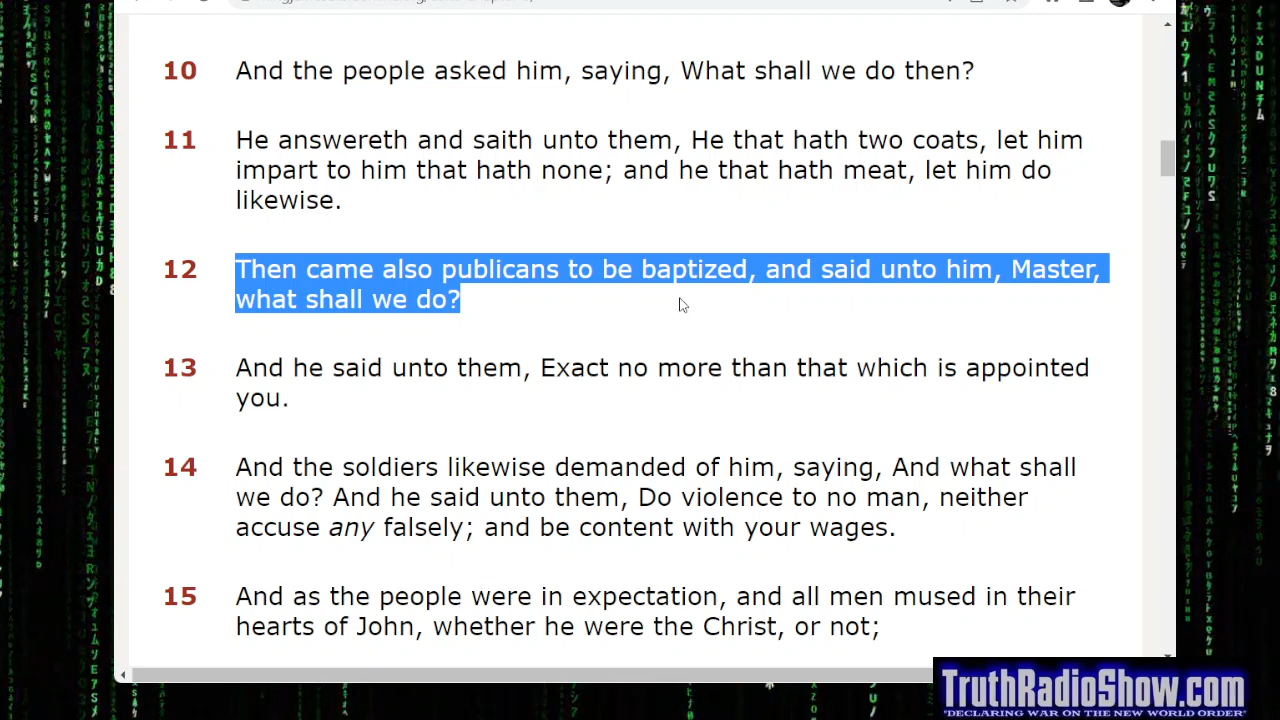 10 And the people asked him, saying, What shall we do then?
11 He answereth and saith unto them, He that hath two coats, let him
impart to him that hath none; and he that hath meat, let him do
likewise.
12 Then came also publicans to be baptized, and said unto him, Master,
what shall we do?
13 And he said unto them, Exact no more than that which is appointed
you.
14 And the soldiers likewise demanded of him, saying, And what shall
we do? And he said unto them, Do violence to no man, neither
accuse any falsely; and be content with your wages.
15 And as the people were in expectation, and all men mused in their
hearts of John, whether he were the Christ, or not;
TruthRadioShow.com
"DECLARING WAR ON THE NEW WORLD ORDER"